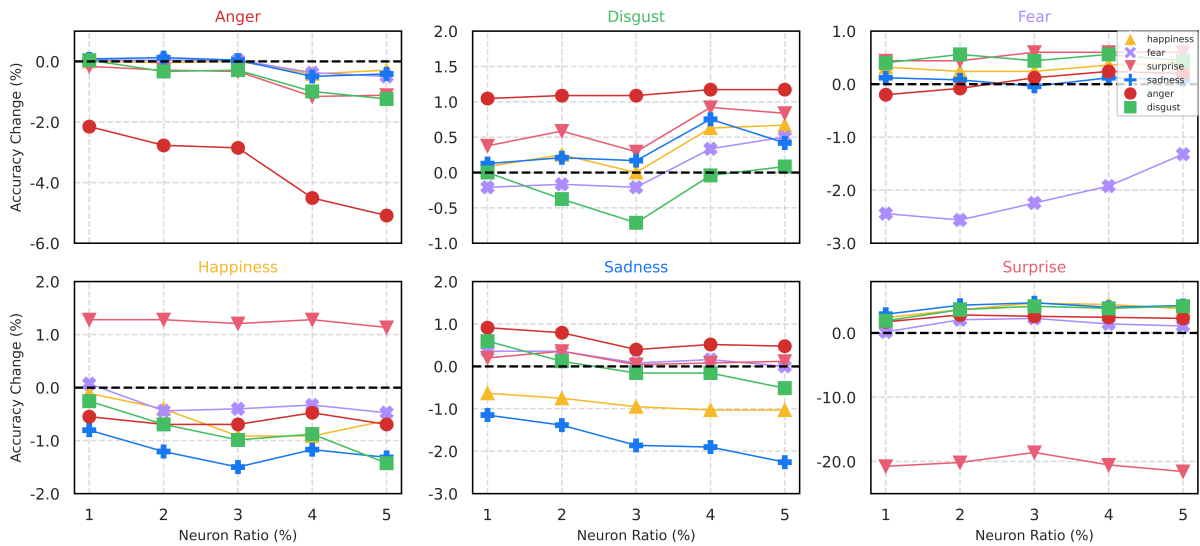 Anger
Disgust
Fear
Accuracy Change (%)
0.0
-2.0
-4.0
-6.0
2.0
1.5
1.0
0.5
0.0
-0.5
-1.0
1.0
0.0
-1.0
-2.0
-3.0
happiness
fear
surprise
sadness
anger
disgust
Happiness
Sadness
Surprise
Accuracy Change (%)
2.0
1.0
0.0
-1.0
-2.0
2.0
1.0
0.0
-1.0
-2.0
-3.0
0.0
-10.0
-20.0
1 2 3 4 5
1 2 3 4 5
1 2 3 4 5
Neuron Ratio (%)
Neuron Ratio (%)
Neuron Ratio (%)